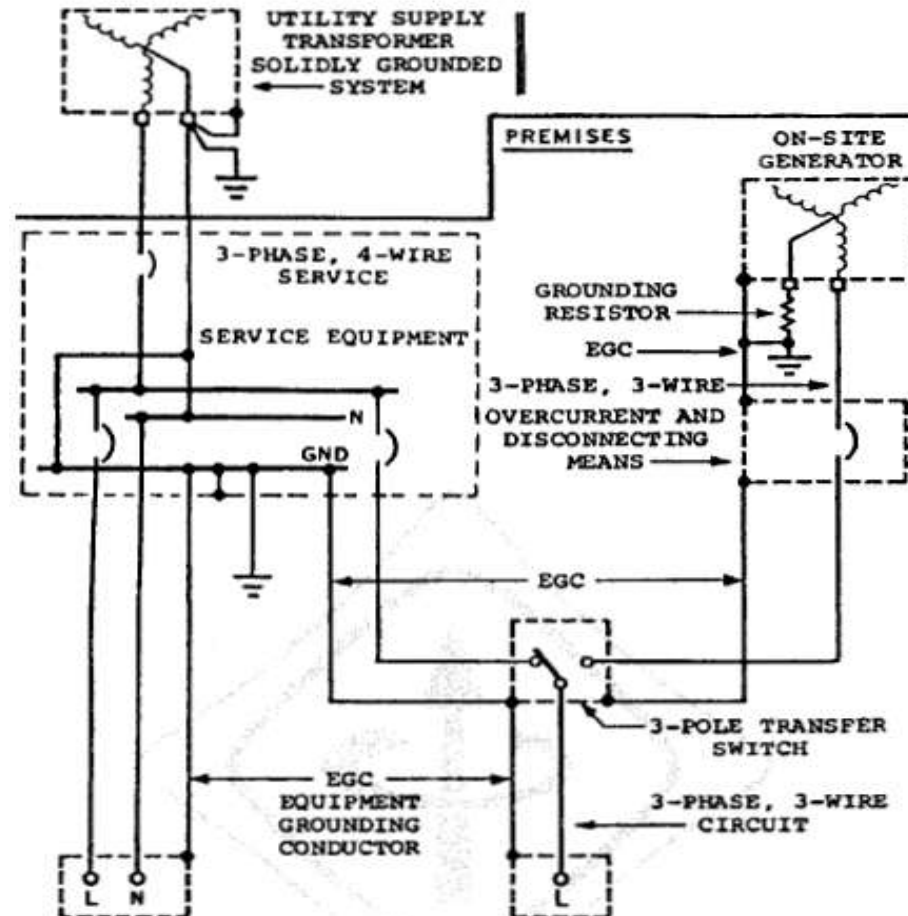 UTILITY SUPPLY
TRANSFORMER
SOLIDLY GROUNDED
SYSTEM
PREMISES
ON-SITE
GENERATOR
3-PHASE, 4-WIRE
SERVICE
SERVICE EQUIPMENT
GROUNDING
RESISTOR
EGC
3-PHASE, 3-WIRE
N
OVERCURRENT AND
DISCONNECTING
MEANS
GND
EGC
3-POLE TRANSFER
SWITCH
EGC
EQUIPMENT
GROUNDING
CONDUCTOR
3-PHASE, 3-WIRE
CIRCUIT
L N
L